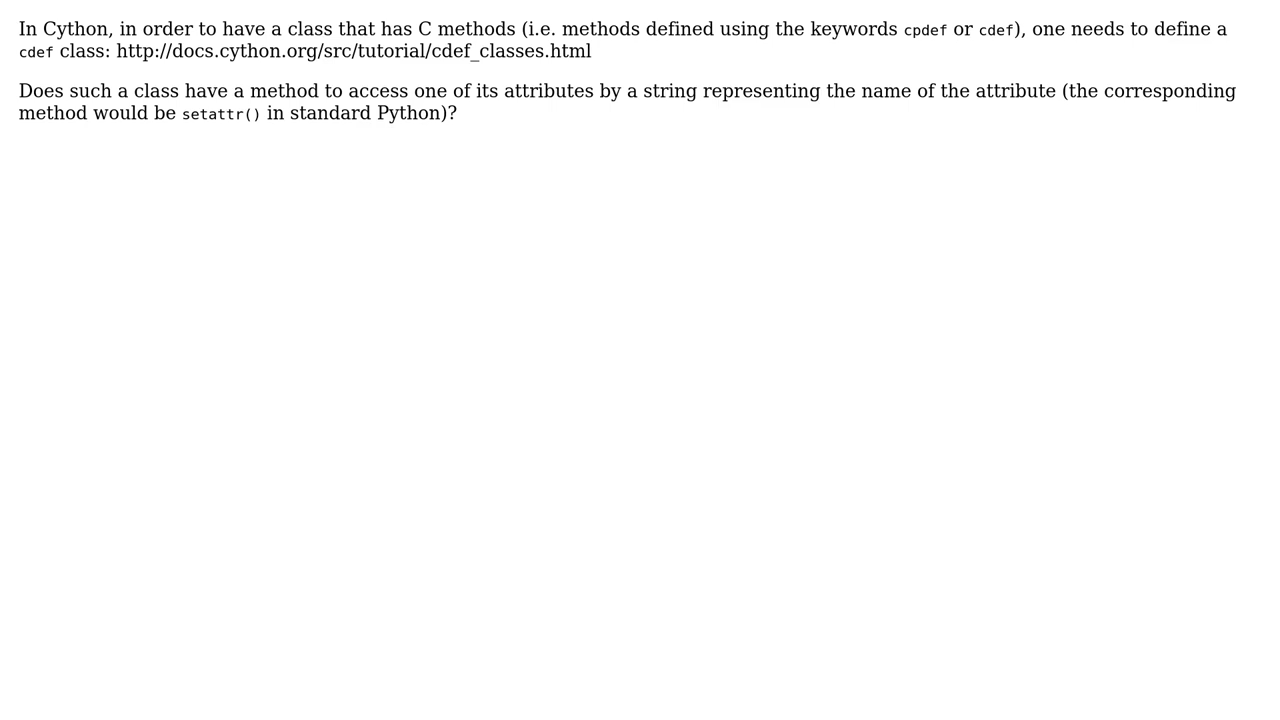 In Cython, in order to have a class that has C methods (i.e. methods defined using the keywords cpdef or cdef), one needs to define a
cdef class: http://docs.cython.org/src/tutorial/cdef_classes.html
Does such a class have a method to access one of its attributes by a string representing the name of the attribute (the corresponding
method would be setattr() in standard Python)?